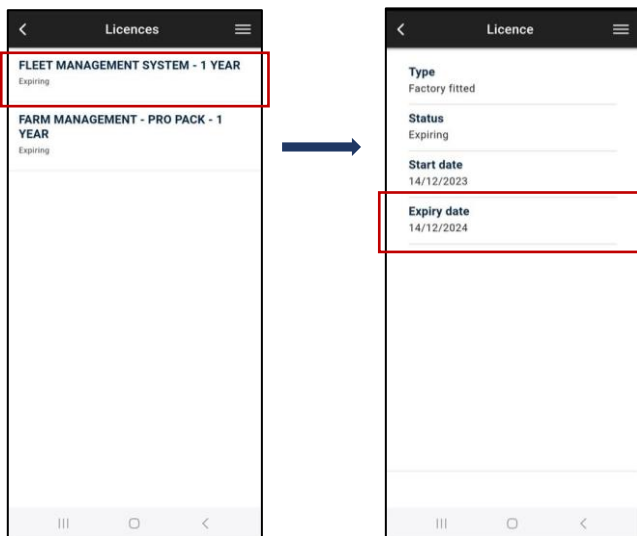 Licences
FLEET MANAGEMENT SYSTEM - 1 YEAR
Expiring
FARM MANAGEMENT - PRO PACK - 1
YEAR
Expiring
Licence
Type
Factory fitted
Status
Expiring
Start date
14/12/2023
Expiry date
14/12/2024